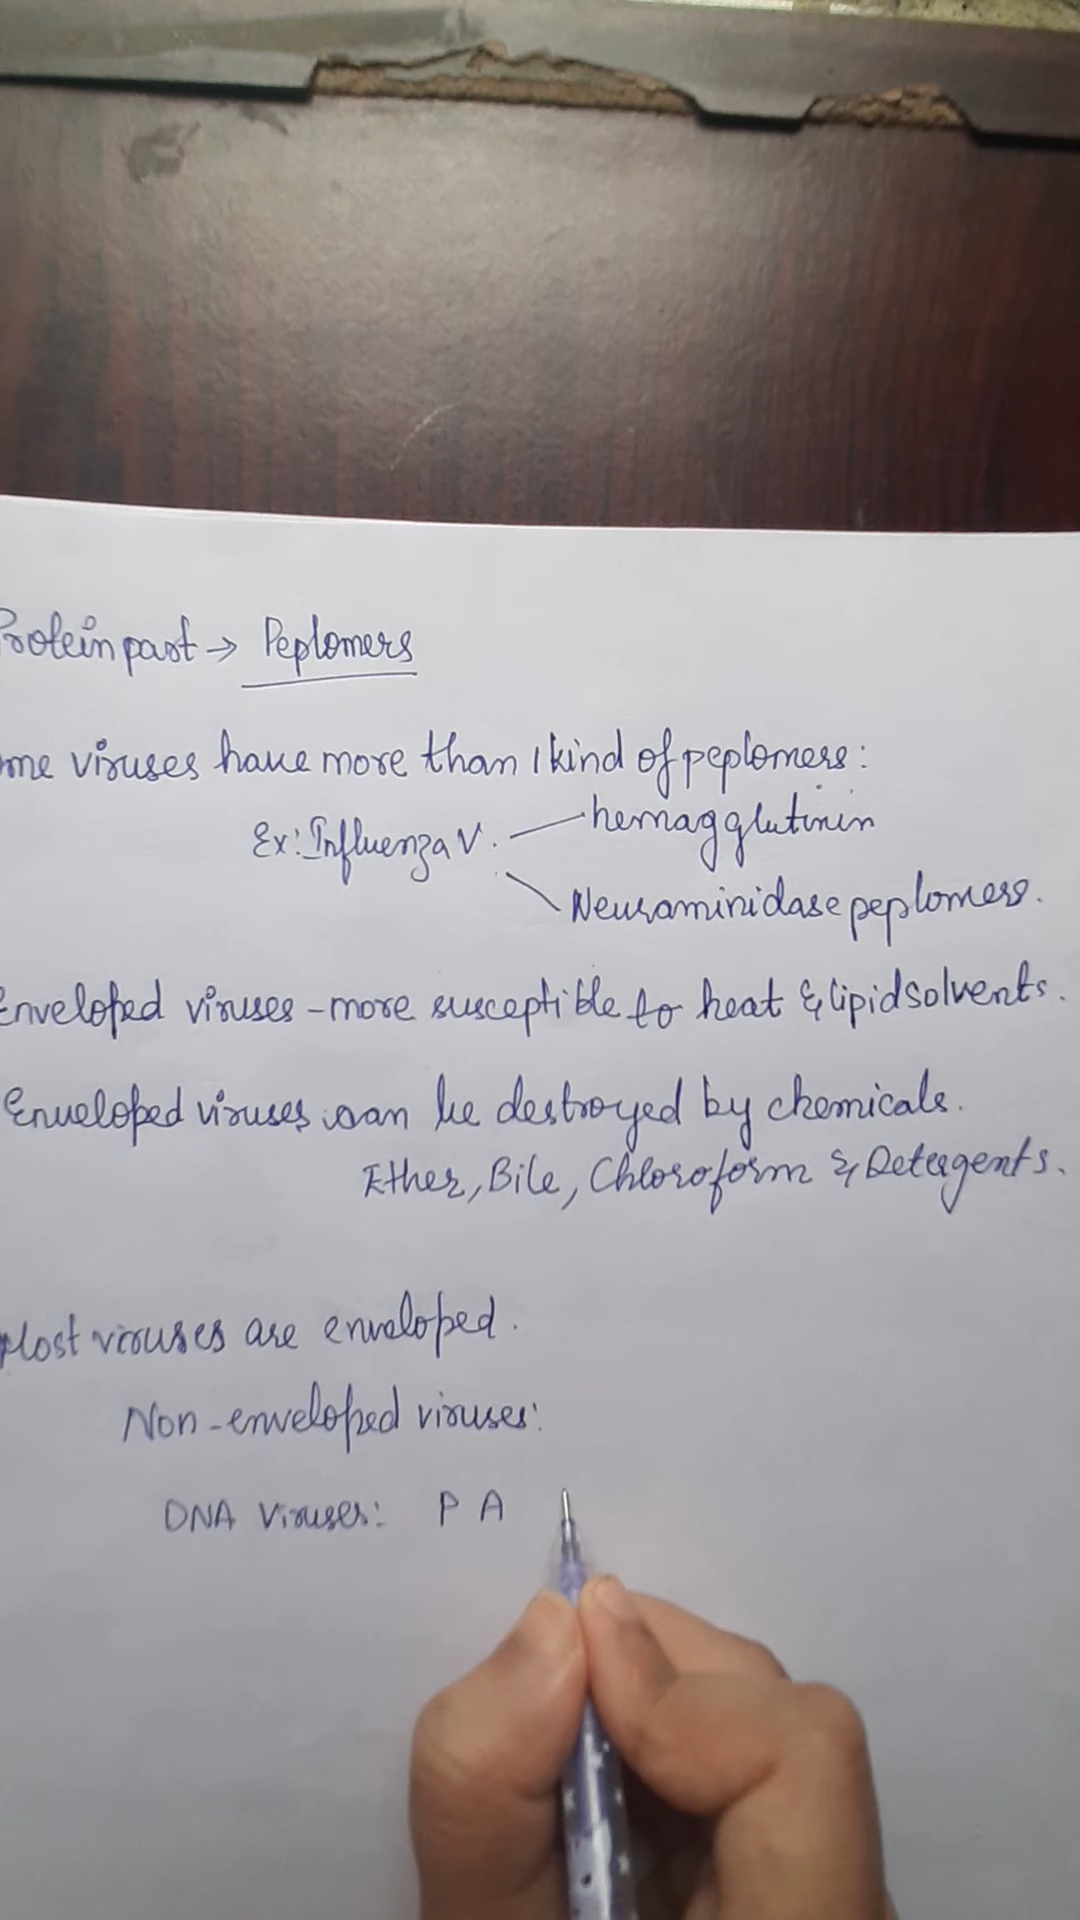 Protein part → Peplomers
ome viruses have more than 1 kind of peplomers:
Ex: Influenza V. hemagglutinin
Neuraminidase peplomers.
Enveloped viruses - more susceptible to heat & lipid solvents.
Enveloped viruses can be destroyed by chemicals.
Ether, Bile, Chloroform & Detergents.
Most viruses are enveloped.
Non-enveloped viruses:
DNA Viruses: P A